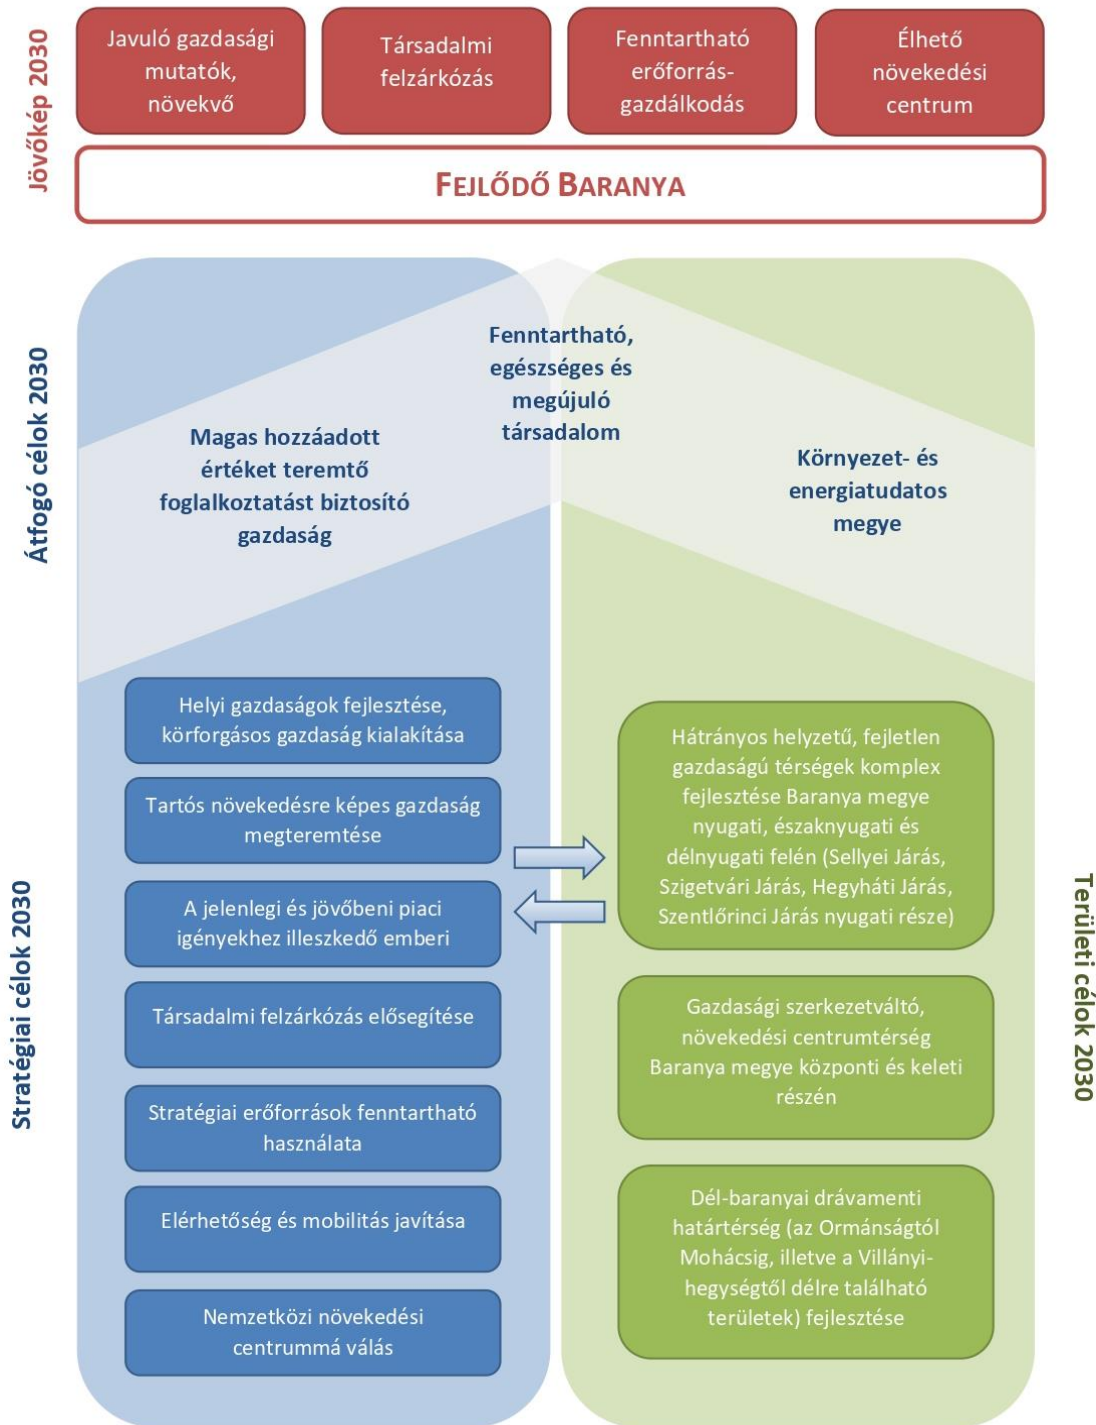 Jövőkép 2030
Javuló gazdasági
mutatók,
növekvő
Társadalmi
felzárkózás
Fenntartható
erőforrás-
gazdálkodás
Élhető
növekedési
centrum
FEJLŐDŐ BARANYA
Átfogó célok 2030
Magas hozzáadott
értéket teremtő
foglalkoztatást biztosító
gazdaság
Fenntartható,
egészséges és
megújuló
társadalom
Környezet- és
energiatudatos
megye
Stratégiai célok 2030
Helyi gazdaságok fejlesztése,
körforgásos gazdaság kialakítása
Tartós növekedésre képes gazdaság
megteremtése
A jelenlegi és jövőbeni piaci
igényekhez illeszkedő emberi
Társadalmi felzárkózás elősegítése
Stratégiai erőforrások fenntartható
használata
Elérhetőség és mobilitás javítása
Nemzetközi növekedési
centrummá válás
Területi célok 2030
Hátrányos helyzetű, fejletlen
gazdaságú térségek komplex
fejlesztése Baranya megye
nyugati, északnyugati és
délnyugati felén (Sellyei Járás,
Szigetvári Járás, Hegyháti Járás,
Szentlőrinci Járás nyugati része)
Gazdasági szerkezetváltó,
növekedési centrumtérség
Baranya megye központi és keleti
részén
Dél-baranyai drávamenti
határtérség (az Ormánságtól
Mohácsig, illetve a Villányi-
hegységtől délre található
területek) fejlesztése